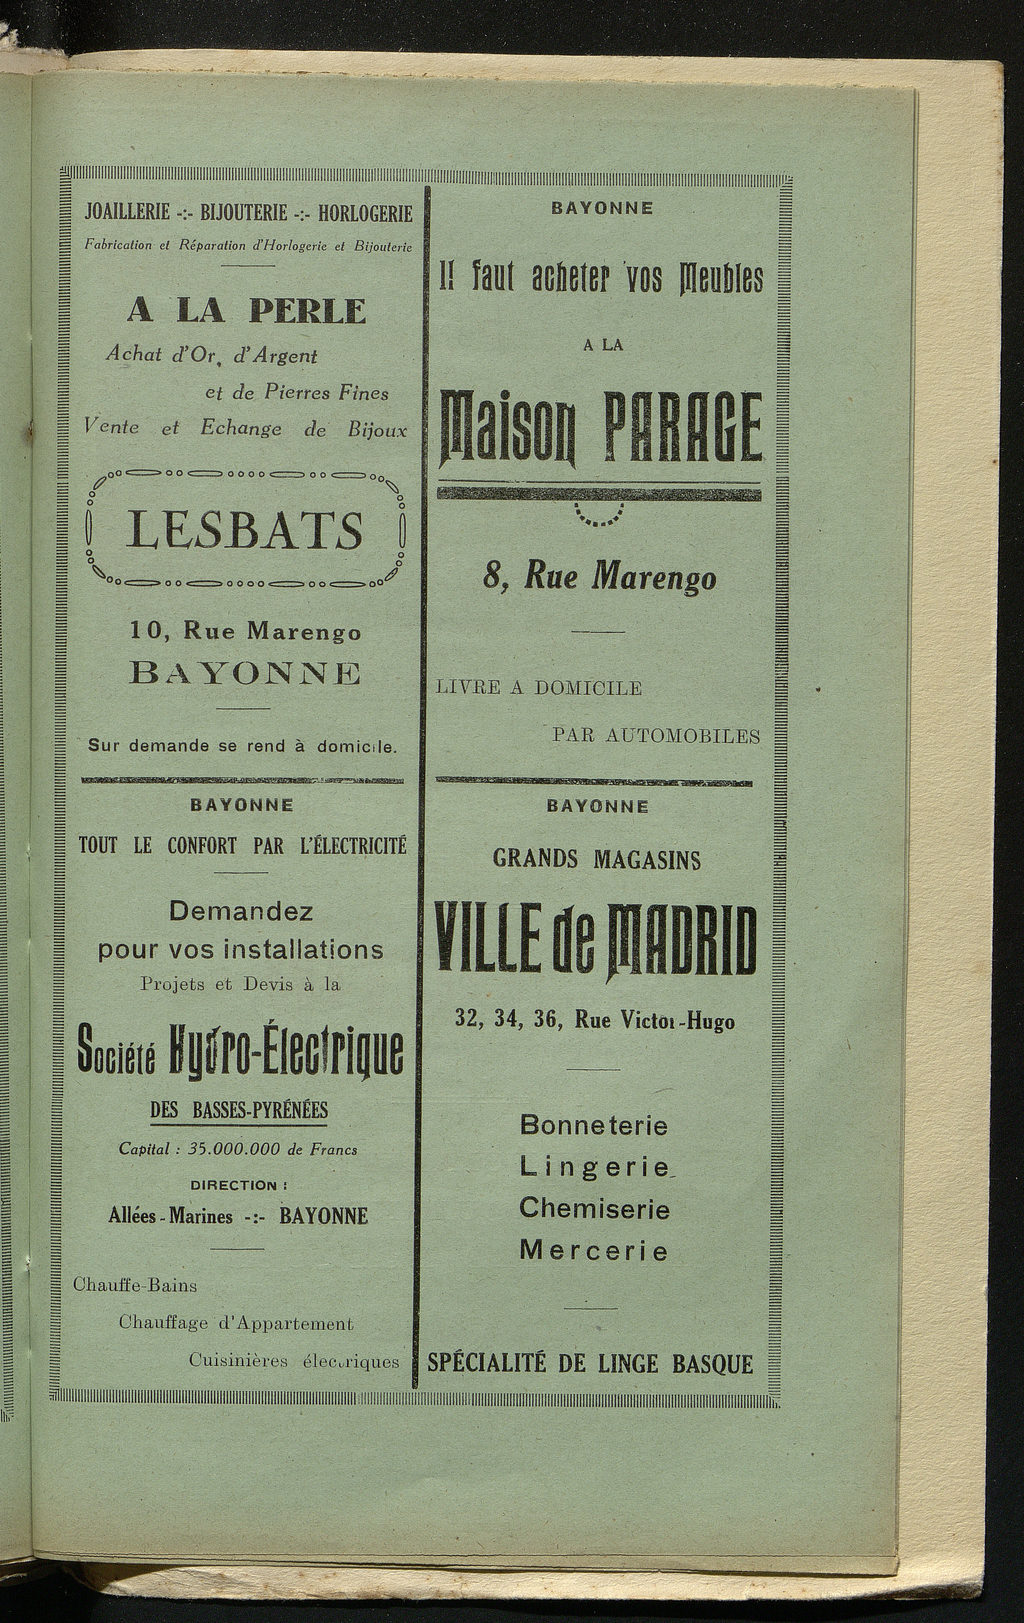 JOAILLERIE -:- BIJOUTERIE -:- HORLOGERIE
Fabrication et Réparation d'Horlogerie et Bijouterie
A LA PERLE
Achat d'Or, d'Argent
et de Pierres Fines
Vente et Echange de Bijoux
LESBATS
10, Rue Marengo
BAYONNE
Sur demande se rend à domicile.
BAYONNE
TOUT LE CONFORT PAR L'ÉLECTRICITÉ
Demandez
pour vos installations
Projets et Devis à la
Société Hydro-Électrique
DES BASSES-PYRÉNÉES
Capital : 35.000.000 de Francs
DIRECTION :
Allées-Marines -:- BAYONNE
Chauffe-Bains
Chauffage d'Appartement
Cuisinières électriques
BAYONNE
Il faut acheter vos Meubles
A LA
Maison PARAGE
8, Rue Marengo
LIVRE A DOMICILE
PAR AUTOMOBILES
BAYONNE
GRANDS MAGASINS
VILLE de MADRID
32, 34, 36, Rue Victor-Hugo
Bonneterie
Lingerie
Chemiserie
Mercerie
SPÉCIALITÉ DE LINGE BASQUE